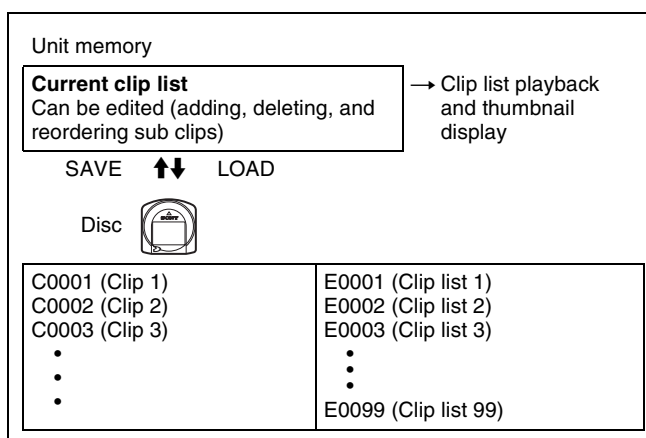 Unit memory
Current clip list
Can be edited (adding, deleting, and
reordering sub clips)
→ Clip list playback
and thumbnail
display
SAVE ⬆⬇ LOAD
Disc
SONY
C0001 (Clip 1)
C0002 (Clip 2)
C0003 (Clip 3)
•
•
•
E0001 (Clip list 1)
E0002 (Clip list 2)
E0003 (Clip list 3)
•
•
•
E0099 (Clip list 99)